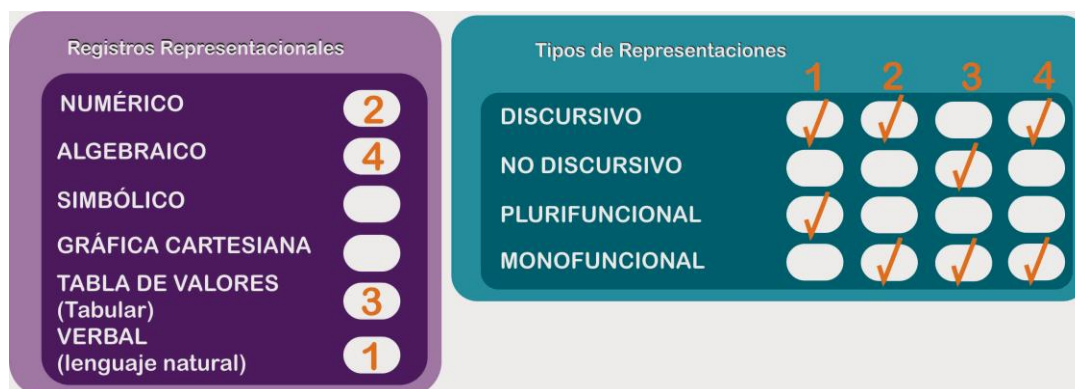 Registros Representacionales
NUMÉRICO 2
ALGEBRAICO 4
SIMBÓLICO
GRÁFICA CARTESIANA
TABLA DE VALORES
(Tabular) 3
VERBAL
(lenguaje natural) 1
Tipos de Representaciones
1 2 3 4
DISCURSIVO
NO DISCURSIVO
PLURIFUNCIONAL
MONOFUNCIONAL